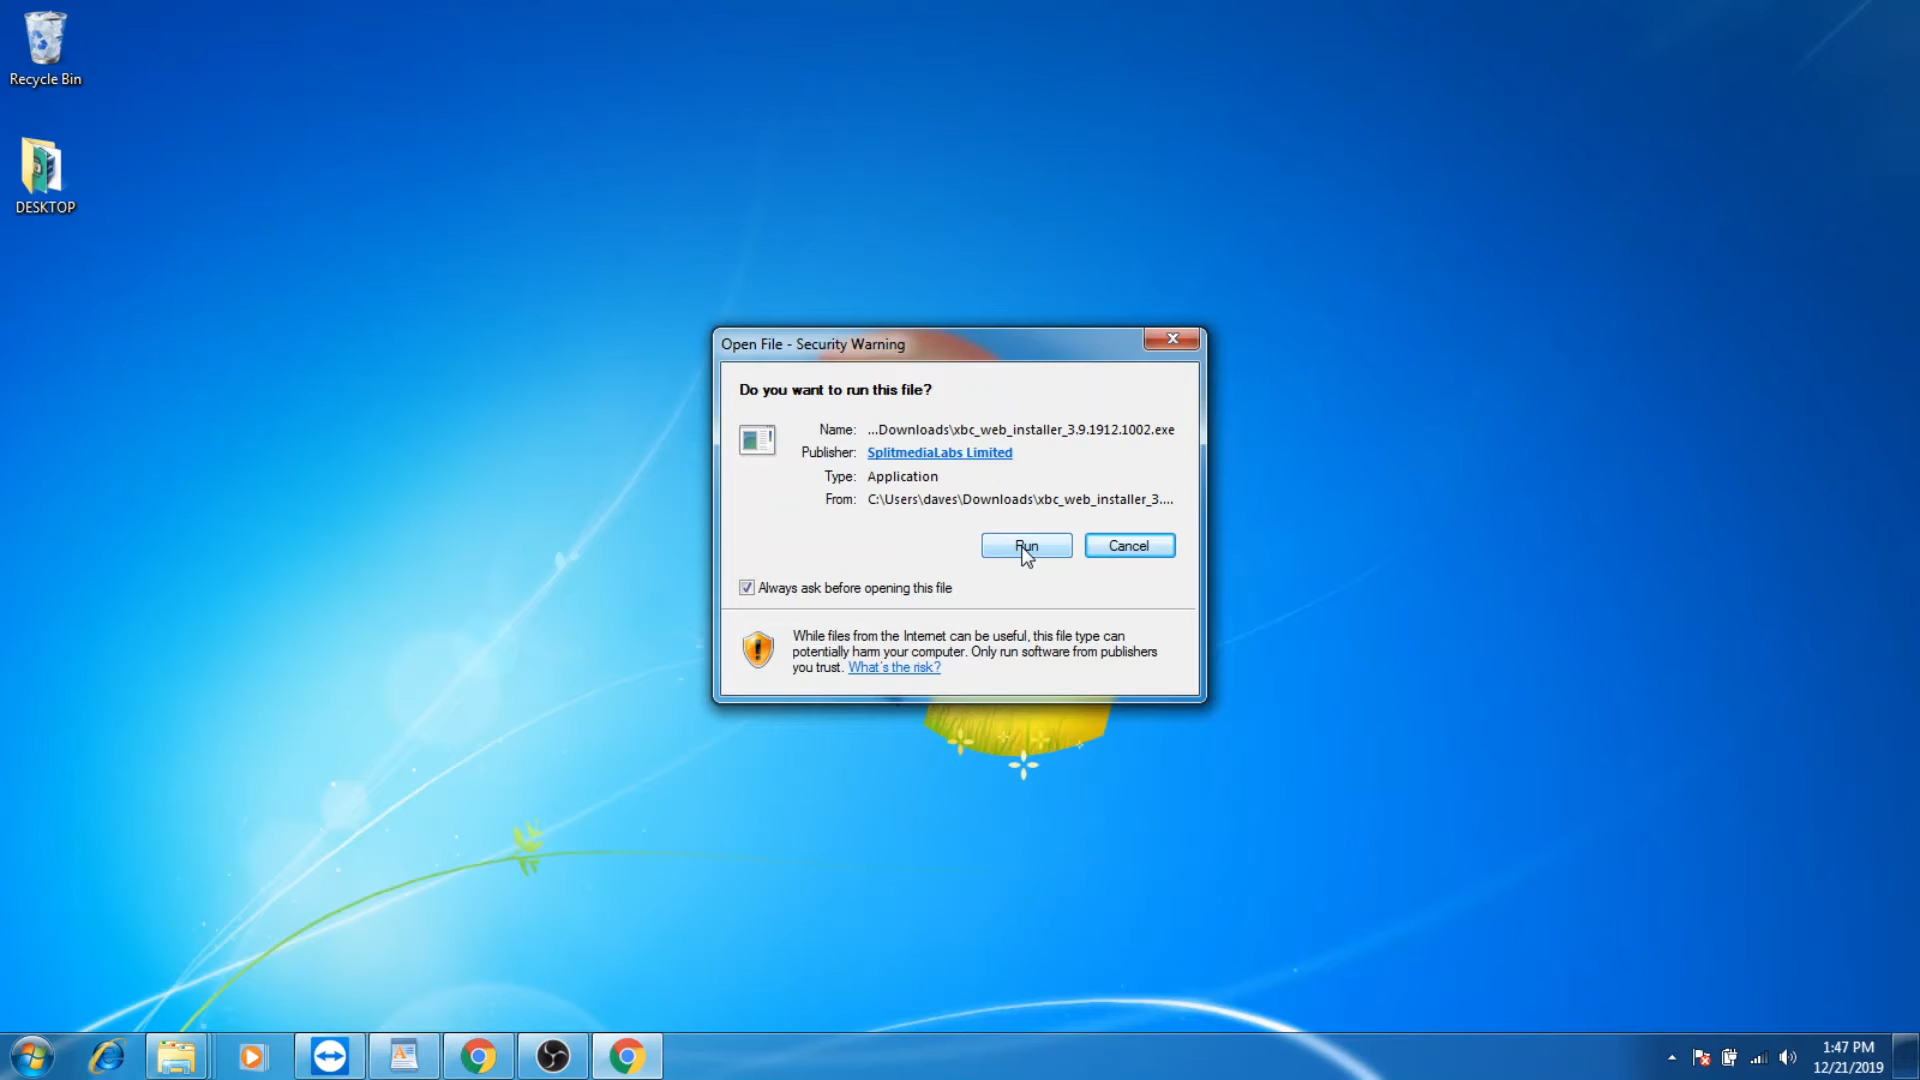 Recycle Bin
DESKTOP
Open File - Security Warning
Do you want to run this file?
Name: ...Downloads\xbc_web_installer_3.9.1912.1002.exe
Publisher: SplitmediaLabs Limited
Type: Application
From: C:\Users\daves\Downloads\xbc_web_installer_3....
Run Cancel
Always ask before opening this file
While files from the Internet can be useful, this file type can
potentially harm your computer. Only run software from publishers
you trust. What's the risk?
1:47 PM
12/21/2019